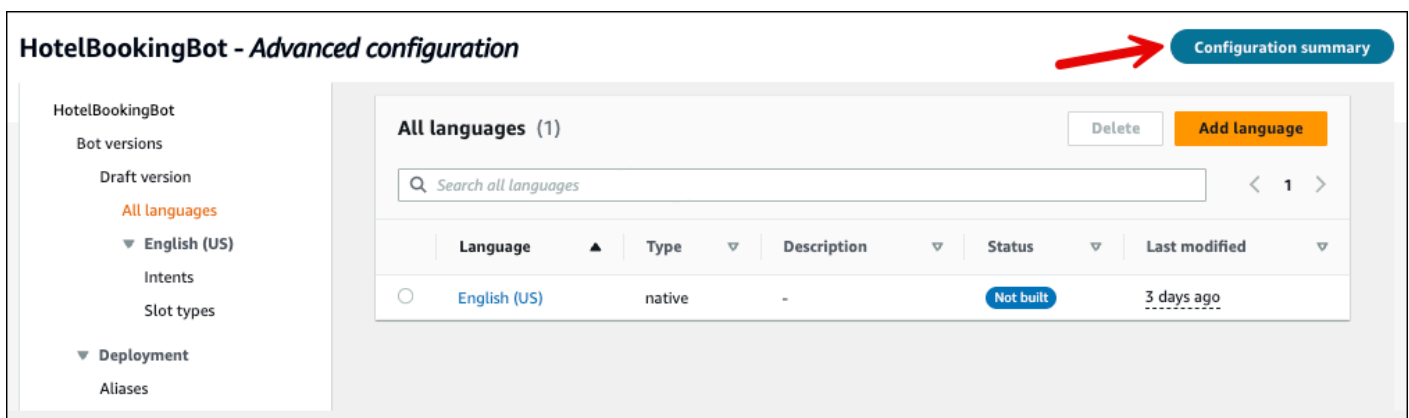 HotelBookingBot - Advanced configuration
Configuration summary
HotelBookingBot
Bot versions
Draft version
All languages
English (US)
Intents
Slot types
Deployment
Aliases
All languages (1)
Delete
Add language
Search all languages
1
Language Type Description Status Last modified
English (US) native - Not built 3 days ago